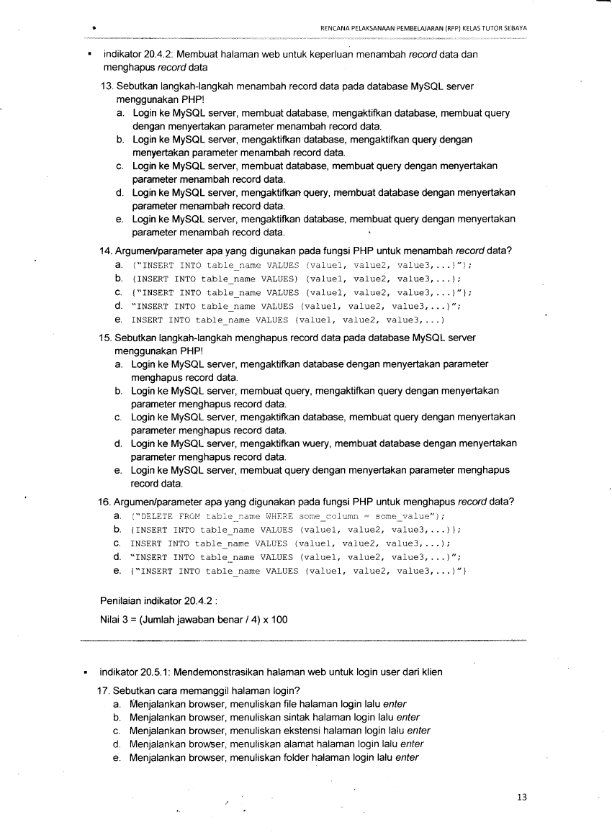 RENCANA PELAKSANAAN PEMBELAJARAN (RPP) KELAS TUTOR SEBAYA
▪ indikator 20.4.2: Membuat halaman web untuk keperluan menambah record data dan
menghapus record data
13. Sebutkan langkah-langkah menambah record data pada database MySQL server
menggunakan PHP!
a. Login ke MySQL server, membuat database, mengaktifkan database, membuat query
dengan menyertakan parameter menambah record data.
b. Login ke MySQL server, mengaktifkan database, mengaktifkan query dengan
menyertakan parameter menambah record data.
c. Login ke MySQL server, membuat database, membuat query dengan menyertakan
parameter menambah record data.
d. Login ke MySQL server, mengaktifkan query, membuat database dengan menyertakan
parameter menambah record data.
e. Login ke MySQL server, mengaktifkan database, membuat query dengan menyertakan
parameter menambah record data.
14. Argumen/parameter apa yang digunakan pada fungsi PHP untuk menambah record data?
a. ("INSERT INTO table_name VALUES (value1, value2, value3,...)");
b. (INSERT INTO table_name VALUES) (value1, value2, value3,...);
c. ("INSERT INTO table_name VALUES (value1, value2, value3,...)");
d. "INSERT INTO table_name VALUES (value1, value2, value3,...)";
e. INSERT INTO table_name VALUES (value1, value2, value3,...)
15. Sebutkan langkah-langkah menghapus record data pada database MySQL server
menggunakan PHP!
a. Login ke MySQL server, mengaktifkan database dengan menyertakan parameter
menghapus record data.
b. Login ke MySQL server, membuat query, mengaktifkan query dengan menyertakan
parameter menghapus record data.
c. Login ke MySQL server, mengaktifkan database, membuat query dengan menyertakan
parameter menghapus record data.
d. Login ke MySQL server, mengaktifkan wuery, membuat database dengan menyertakan
parameter menghapus record data.
e. Login ke MySQL server, membuat query dengan menyertakan parameter menghapus
record data.
16. Argumen/parameter apa yang digunakan pada fungsi PHP untuk menghapus record data?
a. ("DELETE FROM table_name WHERE some_column = some_value");
b. (INSERT INTO table_name VALUES (value1, value2, value3,...));
c. INSERT INTO table_name VALUES (value1, value2, value3,...);
d. "INSERT INTO table_name VALUES (value1, value2, value3,...)";
e. ("INSERT INTO table_name VALUES (value1, value2, value3,...)")
Penilaian indikator 20.4.2 :
Nilai 3 = (Jumlah jawaban benar / 4) x 100
▪ indikator 20.5.1: Mendemonstrasikan halaman web untuk login user dari klien
17. Sebutkan cara memanggil halaman login?
a. Menjalankan browser, menuliskan file halaman login lalu enter
b. Menjalankan browser, menuliskan sintak halaman login lalu enter
c. Menjalankan browser, menuliskan ekstensi halaman login lalu enter
d. Menjalankan browser, menuliskan alamat halaman login lalu enter
e. Menjalankan browser, menuliskan folder halaman login lalu enter
13